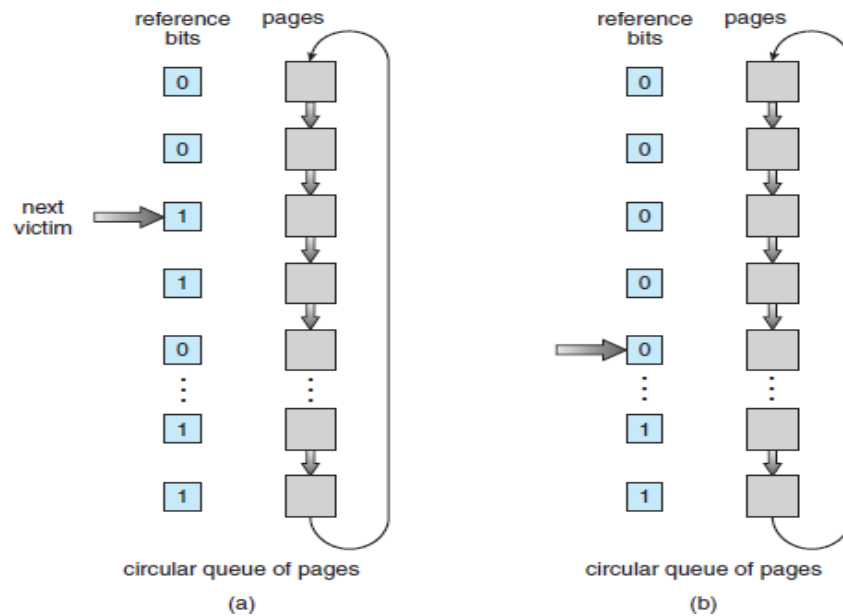 reference pages
bits
0
0
next
victim
1
1
0
1
1
circular queue of pages
(a)
reference pages
bits
0
0
0
0
0
1
1
circular queue of pages
(b)